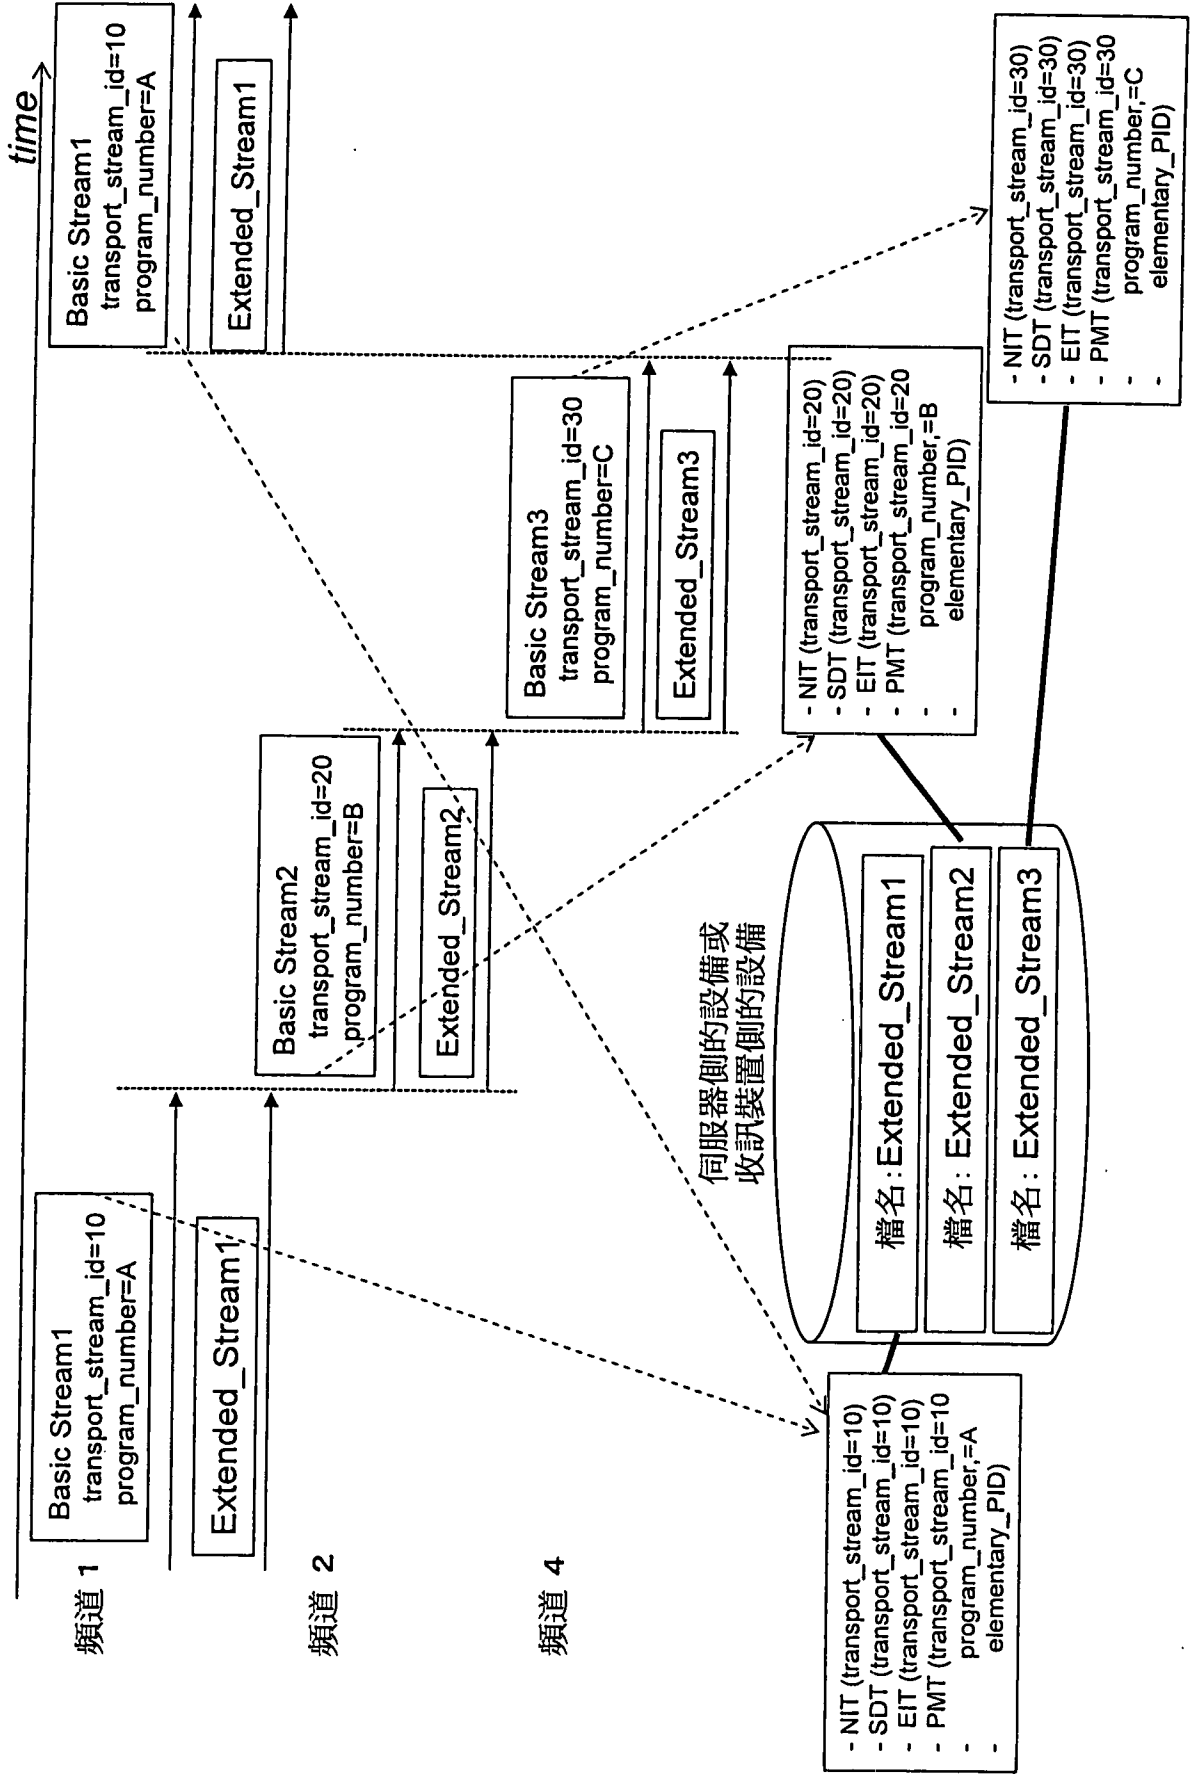 time
頻道 1
Basic Stream1
transport_stream_id=10
program_number=A
Extended_Stream1
Basic Stream1
transport_stream_id=10
program_number=A
Extended_Stream1
頻道 2
Basic Stream2
transport_stream_id=20
program_number=B
Extended_Stream2
頻道 4
Basic Stream3
transport_stream_id=30
program_number=C
Extended_Stream3
伺服器側的設備或
收訊裝置側的設備
檔名:Extended_Stream1
檔名: Extended_Stream2
檔名: Extended_Stream3
- NIT (transport_stream_id=10)
- SDT (transport_stream_id=10)
- EIT (transport_stream_id=10)
- PMT (transport_stream_id=10
- program_number,=A
- elementary_PID)
- NIT (transport_stream_id=20)
- SDT (transport_stream_id=20)
- EIT (transport_stream_id=20)
- PMT (transport_stream_id=20
- program_number,=B
- elementary_PID)
- NIT (transport_stream_id=30)
- SDT (transport_stream_id=30)
- EIT (transport_stream_id=30)
- PMT (transport_stream_id=30
- program_number,=C
- elementary_PID)